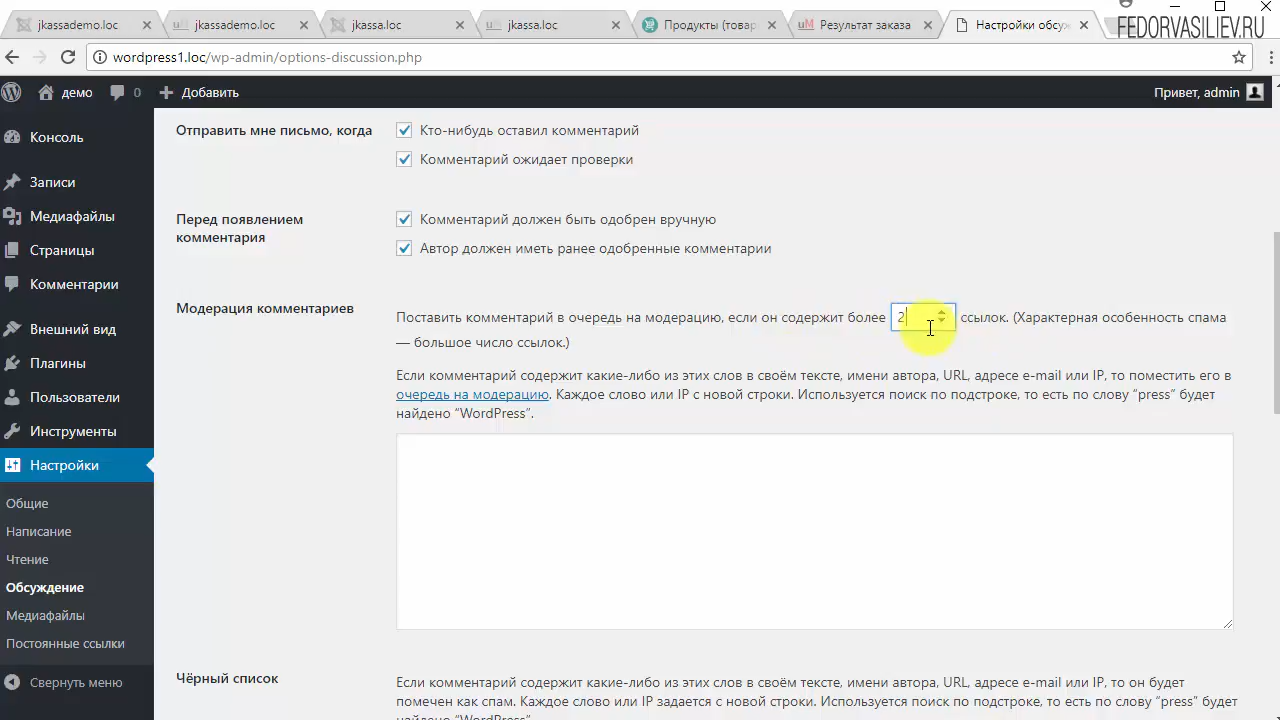 jkassademo.loc
jkassademo.loc
jkassa.loc
jkassa.loc
Продукты (товар
Результат заказа
Настройки обсу
FEDORVASILIEV.RU
wordpress1.loc/wp-admin/options-discussion.php
демо
0
Добавить
Привет, admin
Консоль
Записи
Медиафайлы
Страницы
Комментарии
Внешний вид
Плагины
Пользователи
Инструменты
Настройки
Общие
Написание
Чтение
Обсуждение
Медиафайлы
Постоянные ссылки
Свернуть меню
Отправить мне письмо, когда
Кто-нибудь оставил комментарий
Комментарий ожидает проверки
Перед появлением
комментария
Комментарий должен быть одобрен вручную
Автор должен иметь ранее одобренные комментарии
Модерация комментариев
Поставить комментарий в очередь на модерацию, если он содержит более 2 ссылок. (Характерная особенность спама
— большое число ссылок.)
Если комментарий содержит какие-либо из этих слов в своём тексте, имени автора, URL, адресе e-mail или IP, то поместить его в
очередь на модерацию. Каждое слово или IP с новой строки. Используется поиск по подстроке, то есть по слову “press” будет
найдено “WordPress”.
Чёрный список
Если комментарий содержит какие-либо из этих слов в своём тексте, имени автора, URL, адресе e-mail или IP, то он будет
помечен как спам. Каждое слово или IP задается с новой строки. Используется поиск по подстроке, то есть по слову “press” будет
найдено “WordPress”.